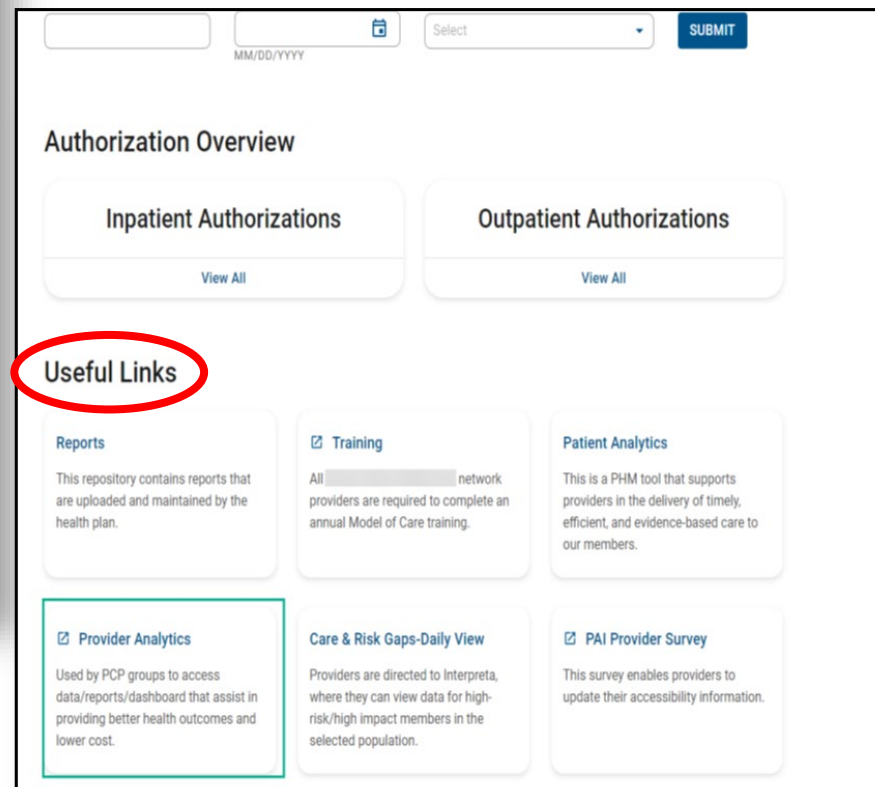 Select
SUBMIT
MM/DD/YYYY
Authorization Overview
Inpatient Authorizations
Outpatient Authorizations
View All
View All
Useful Links
Reports
This repository contains reports that
are uploaded and maintained by the
health plan.
Training
All network
providers are required to complete an
annual Model of Care training.
Patient Analytics
This is a PHM tool that supports
providers in the delivery of timely,
efficient, and evidence-based care to
our members.
Provider Analytics
Used by PCP groups to access
data/reports/dashboard that assist in
providing better health outcomes and
lower cost.
Care & Risk Gaps-Daily View
Providers are directed to Interpreta,
where they can view data for high-
risk/high impact members in the
selected population.
PAI Provider Survey
This survey enables providers to
update their accessibility information.